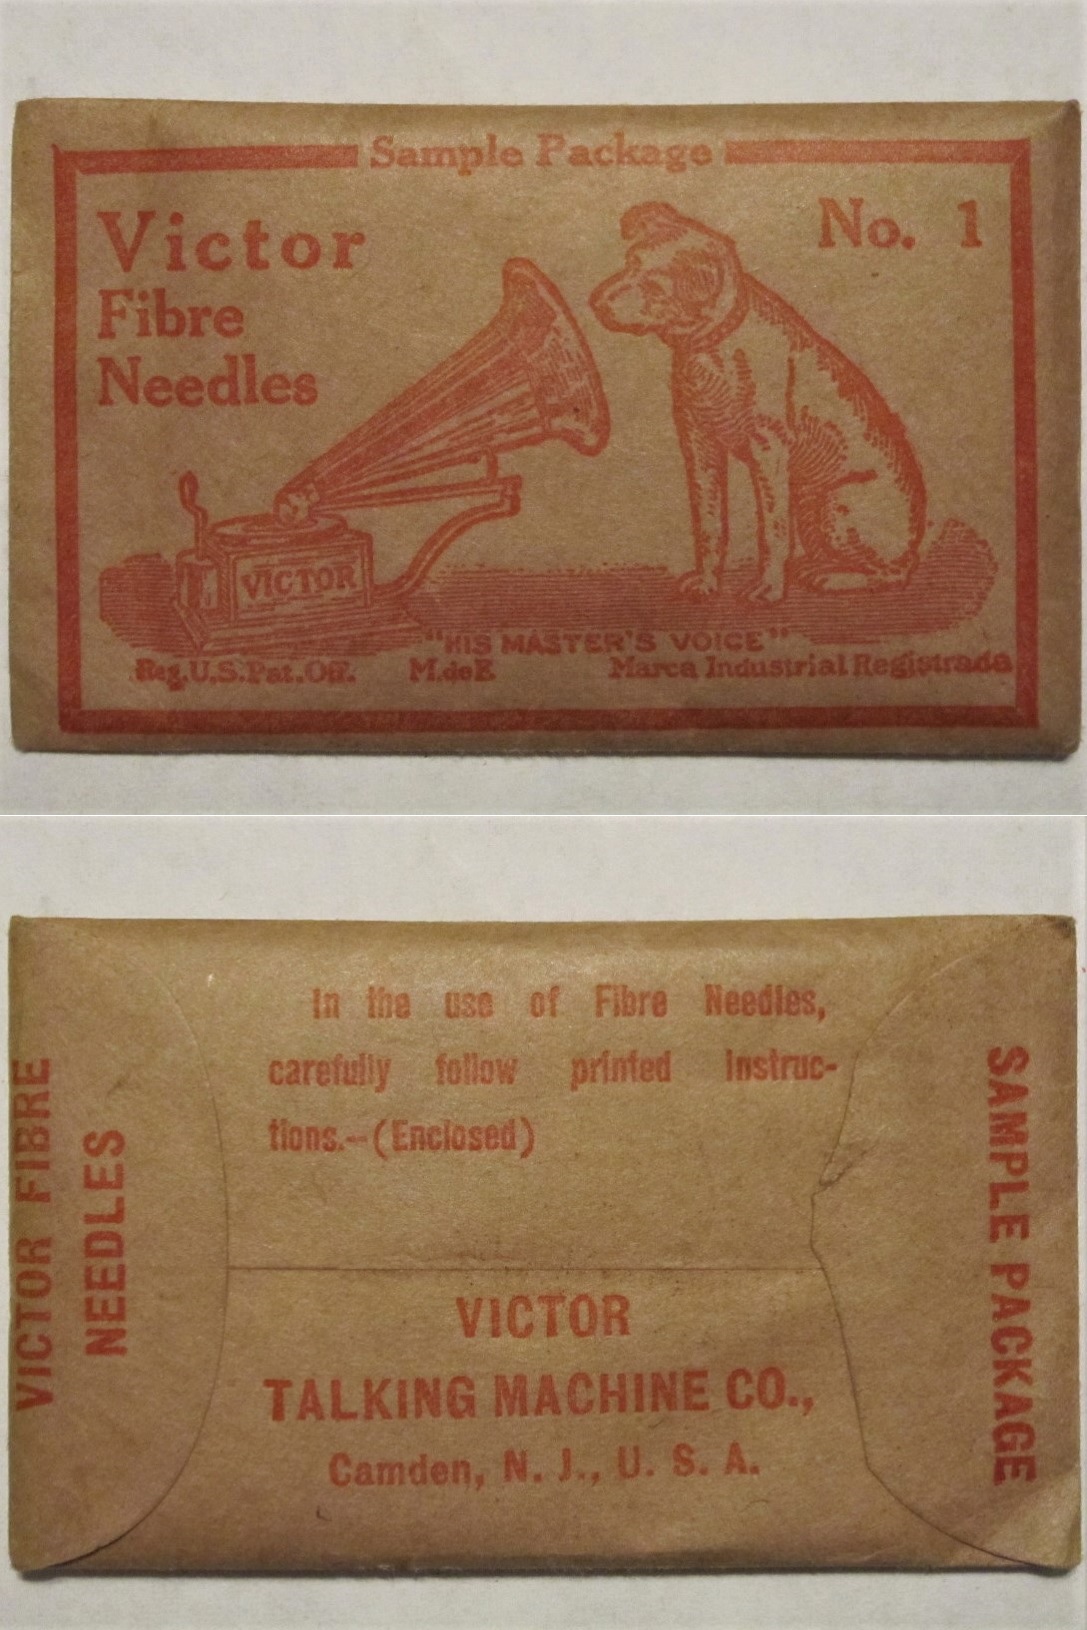 Sample Package
Victor
Fibre
Needles
No. 1
VICTOR
"HIS MASTER'S VOICE"
Reg.U.S.Pat.Off. M.deE Marca Industrial Registrada
In the use of Fibre Needles,
carefully follow printed instruc-
tions.--(Enclosed)
VICTOR FIBRE
NEEDLES
VICTOR
TALKING MACHINE CO.,
Camden, N. J., U. S. A.
SAMPLE PACKAGE